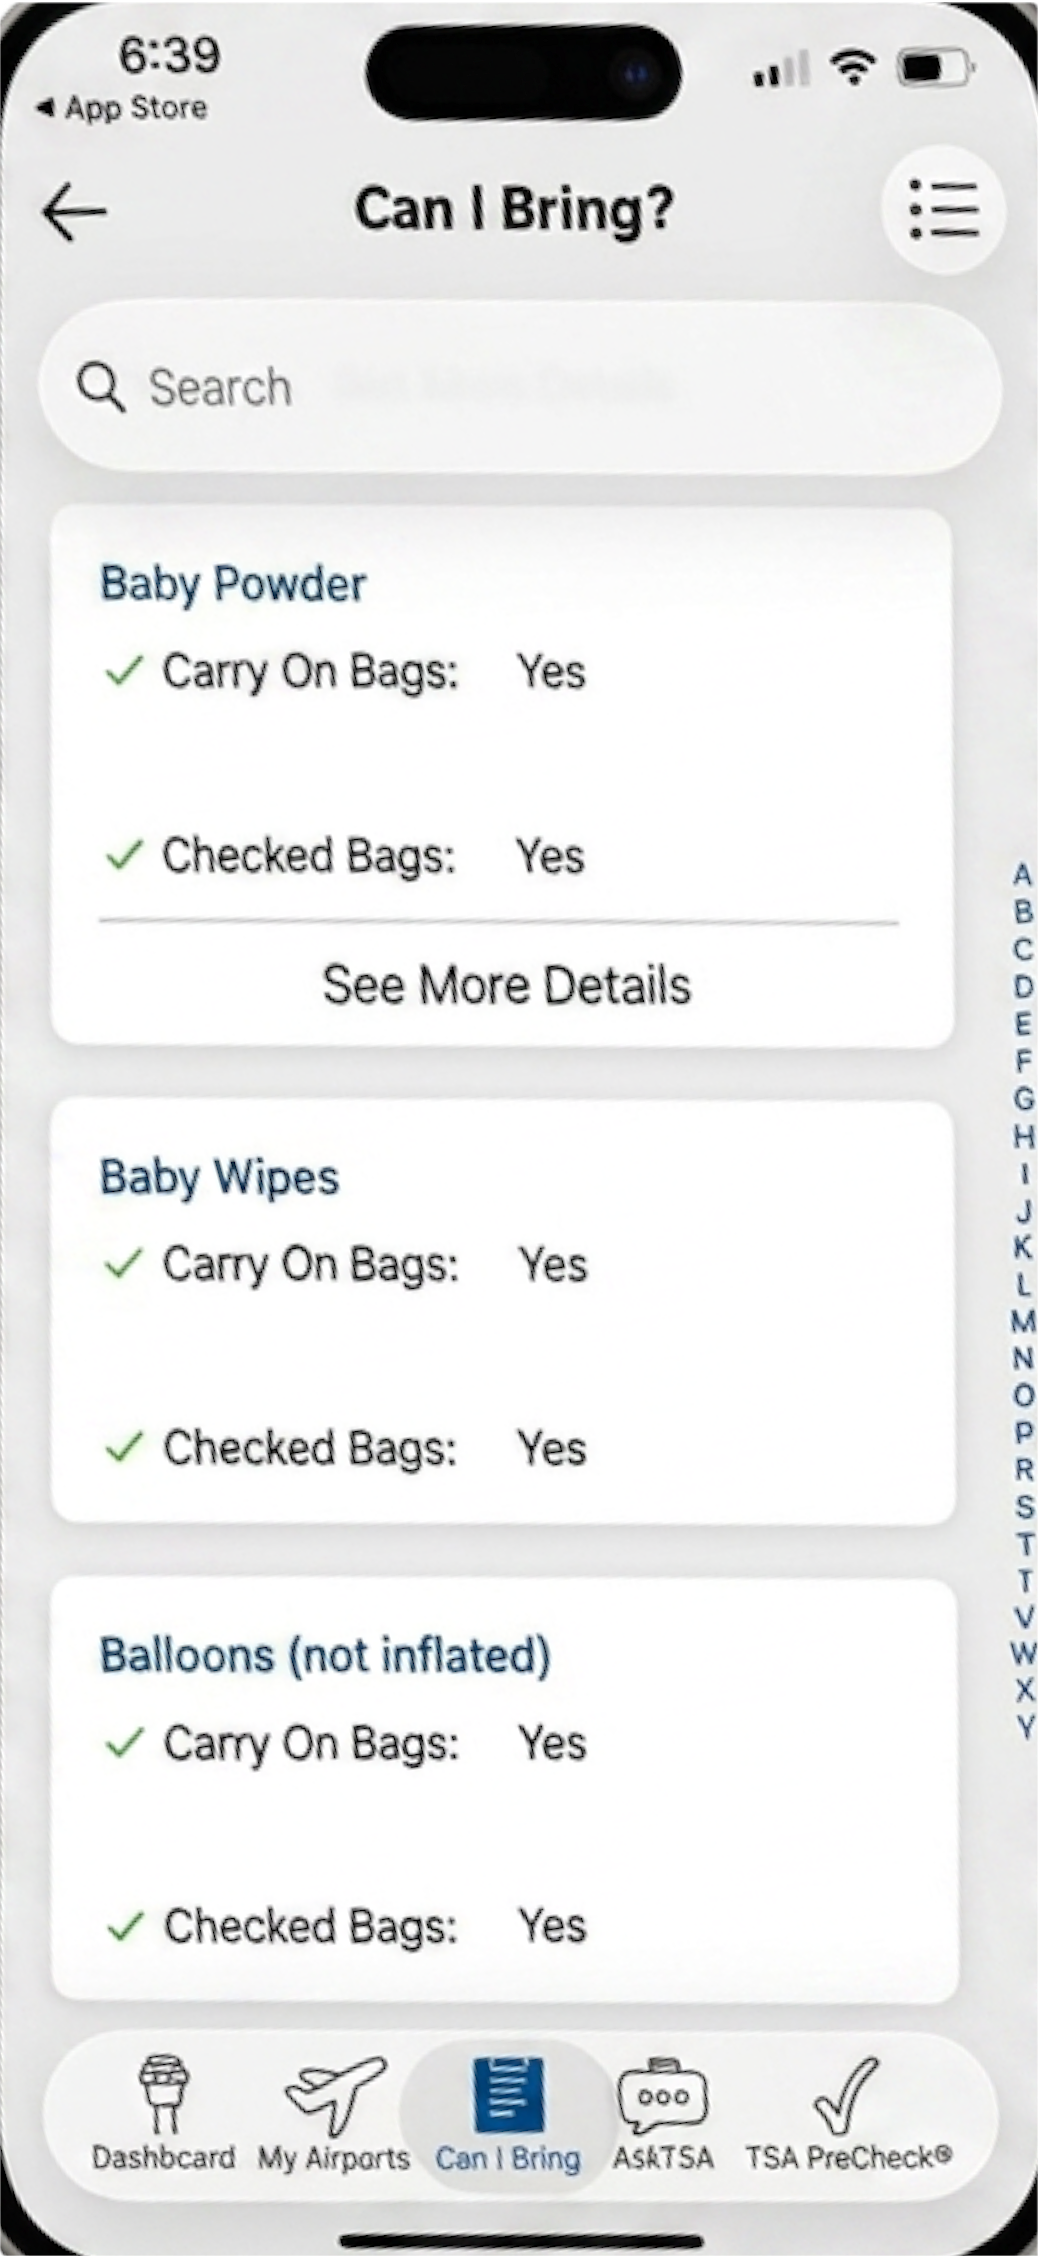 6:39
◀ App Store
Can I Bring?
Search
Baby Powder
Carry On Bags: Yes
Checked Bags: Yes
See More Details
Baby Wipes
Carry On Bags: Yes
Checked Bags: Yes
Balloons (not inflated)
Carry On Bags: Yes
Checked Bags: Yes
A
B
C
D
E
F
G
H
I
J
K
L
M
N
O
P
R
S
T
T
V
W
X
Y
Dashbcard
My Airports
Can I Bring
AskTSA
TSA PreCheck®